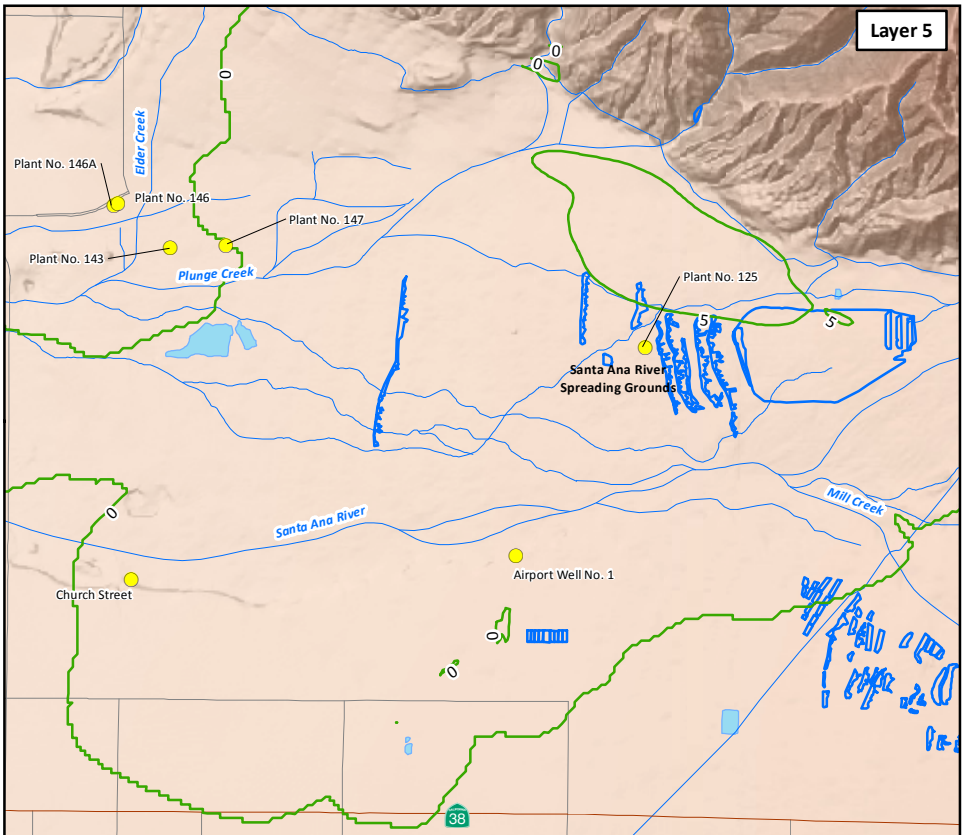 Layer 5
0
0
0
Elder Creek
Plant No. 146A
Plant No. 146
Plant No. 147
Plant No. 143
Plunge Creek
Plant No. 125
5
5
Santa Ana River
Spreading Grounds
Mill Creek
0
Santa Ana River
Airport Well No. 1
Church Street
0
0
CALIFORNIA
38